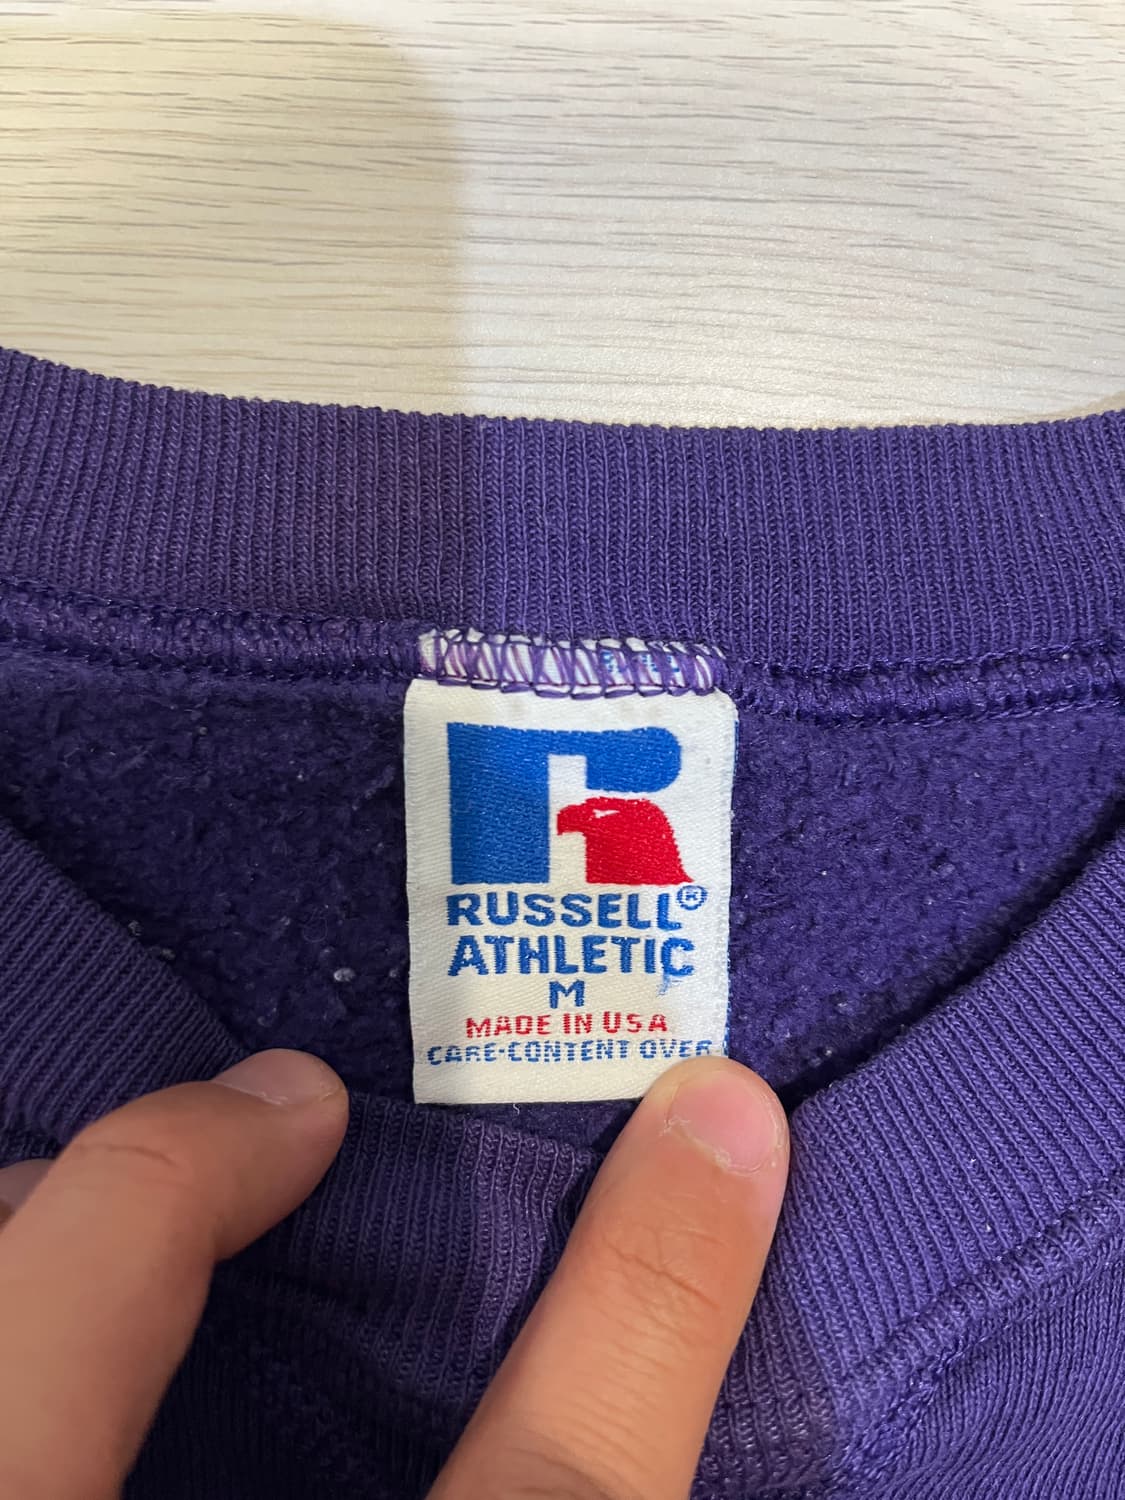 RUSSELL®
ATHLETIC
M
MADE IN USA
CARE-CONTENT OVER